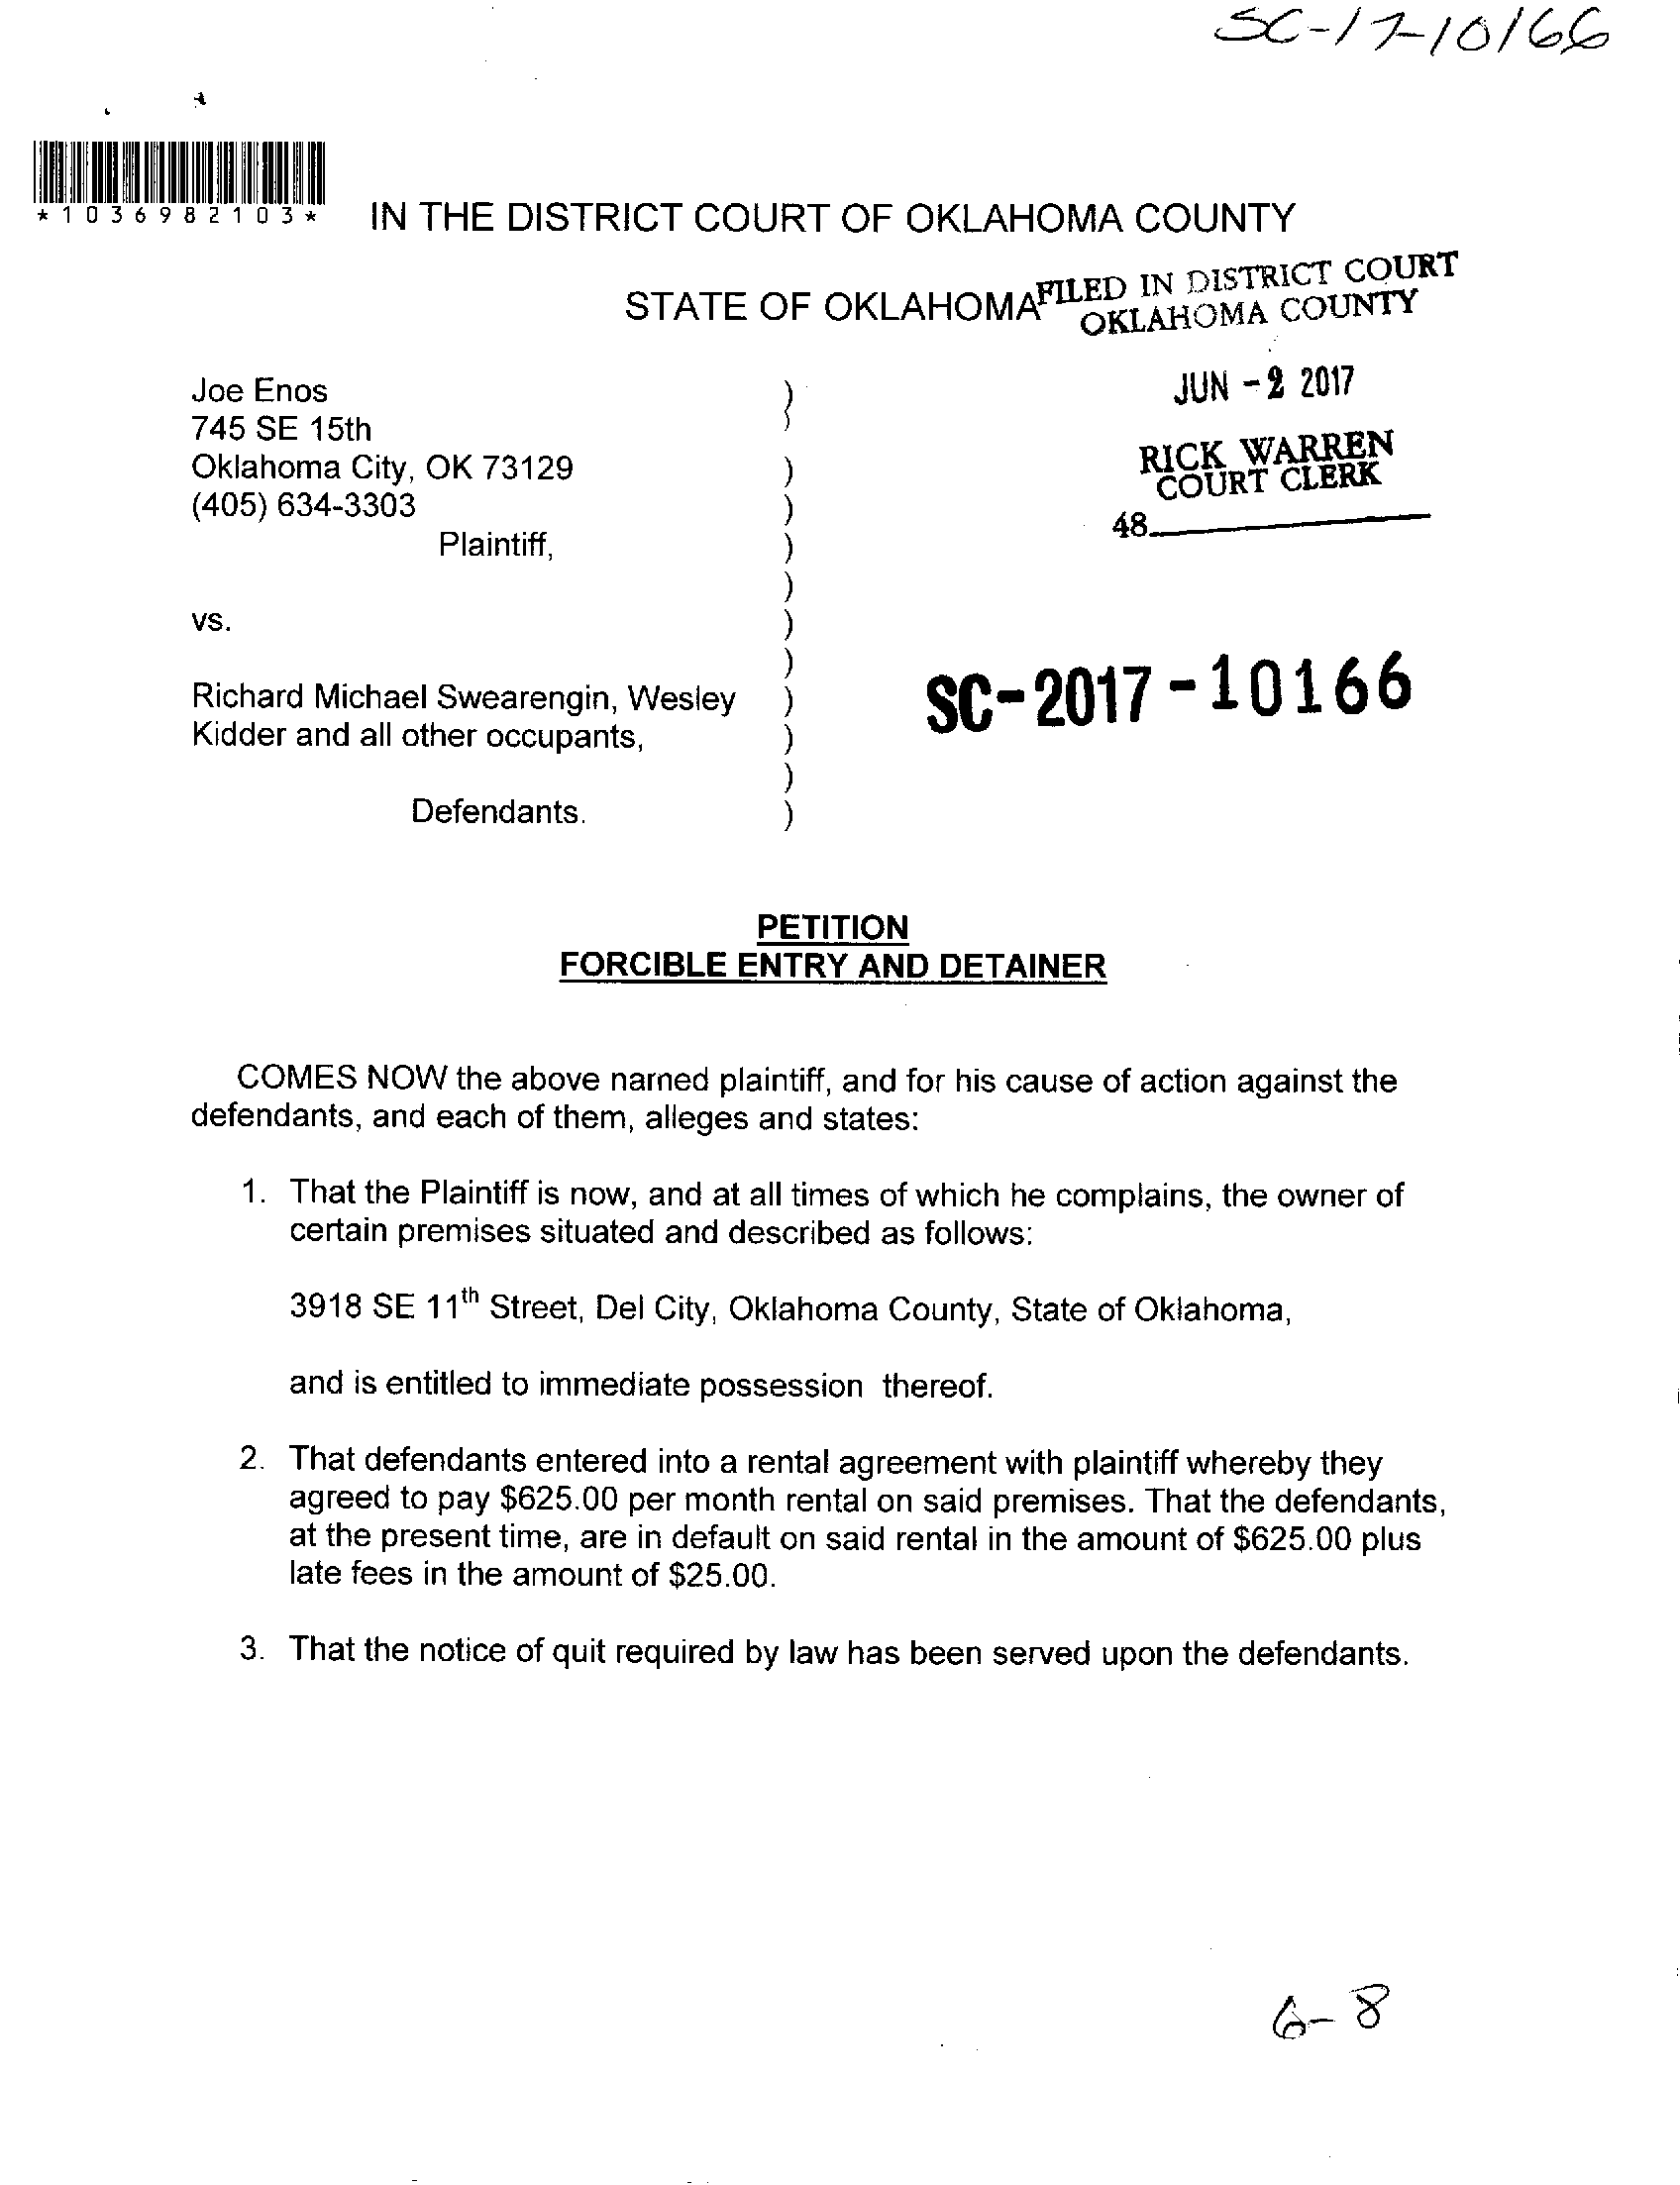 SC-17-10166
*1036982103*
IN THE DISTRICT COURT OF OKLAHOMA COUNTY
STATE OF OKLAHOMA
FILED IN DISTRICT COURT
OKLAHOMA COUNTY
JUN -2 2017
RICK WARREN
COURT CLERK
48
Joe Enos )
745 SE 15th )
Oklahoma City, OK 73129 )
(405) 634-3303 )
Plaintiff, )
)
vs. )
)
Richard Michael Swearengin, Wesley )
Kidder and all other occupants, )
)
Defendants. )
SC-2017-10166
PETITION
FORCIBLE ENTRY AND DETAINER
COMES NOW the above named plaintiff, and for his cause of action against the
defendants, and each of them, alleges and states:
1. That the Plaintiff is now, and at all times of which he complains, the owner of
certain premises situated and described as follows:
3918 SE 11th Street, Del City, Oklahoma County, State of Oklahoma,
and is entitled to immediate possession thereof.
2. That defendants entered into a rental agreement with plaintiff whereby they
agreed to pay $625.00 per month rental on said premises. That the defendants,
at the present time, are in default on said rental in the amount of $625.00 plus
late fees in the amount of $25.00.
3. That the notice of quit required by law has been served upon the defendants.
6-8